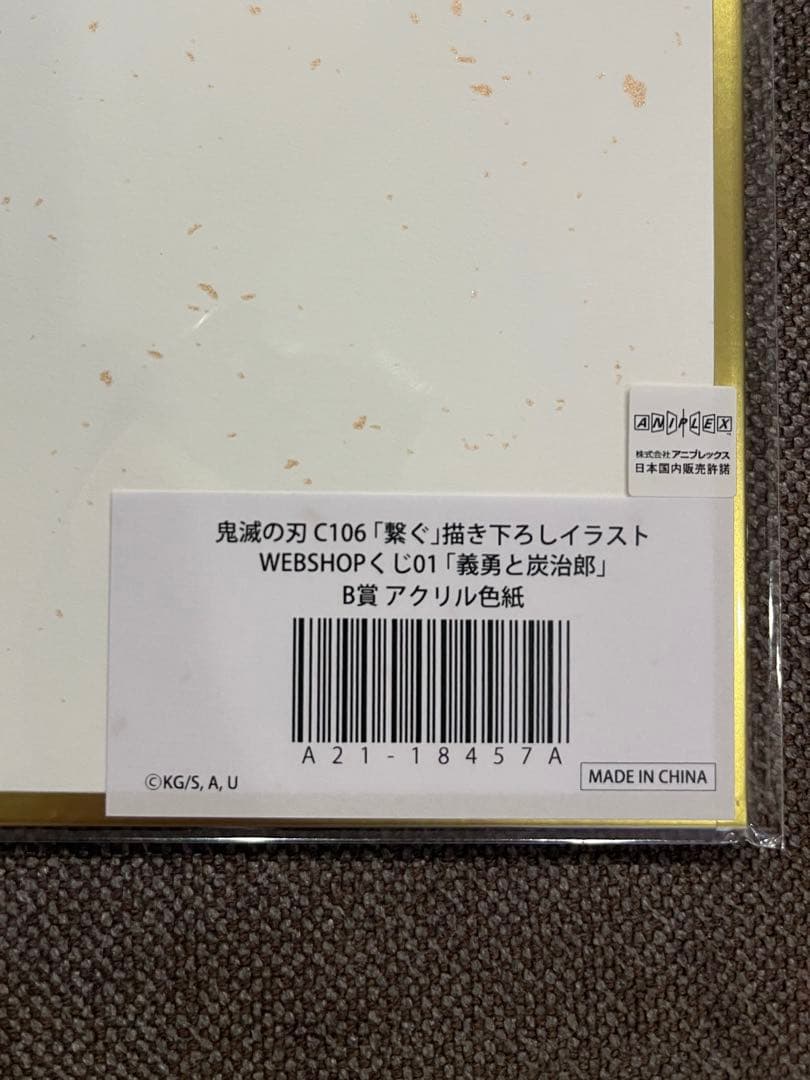 ANIPLEX
株式会社アニプレックス
日本国内販売許諾
鬼滅の刃 C106「繋ぐ」描き下ろしイラスト
WEBSHOPくじ01「義勇と炭治郎」
B賞 アクリル色紙
A21-18457A
©KG/S, A, U
MADE IN CHINA